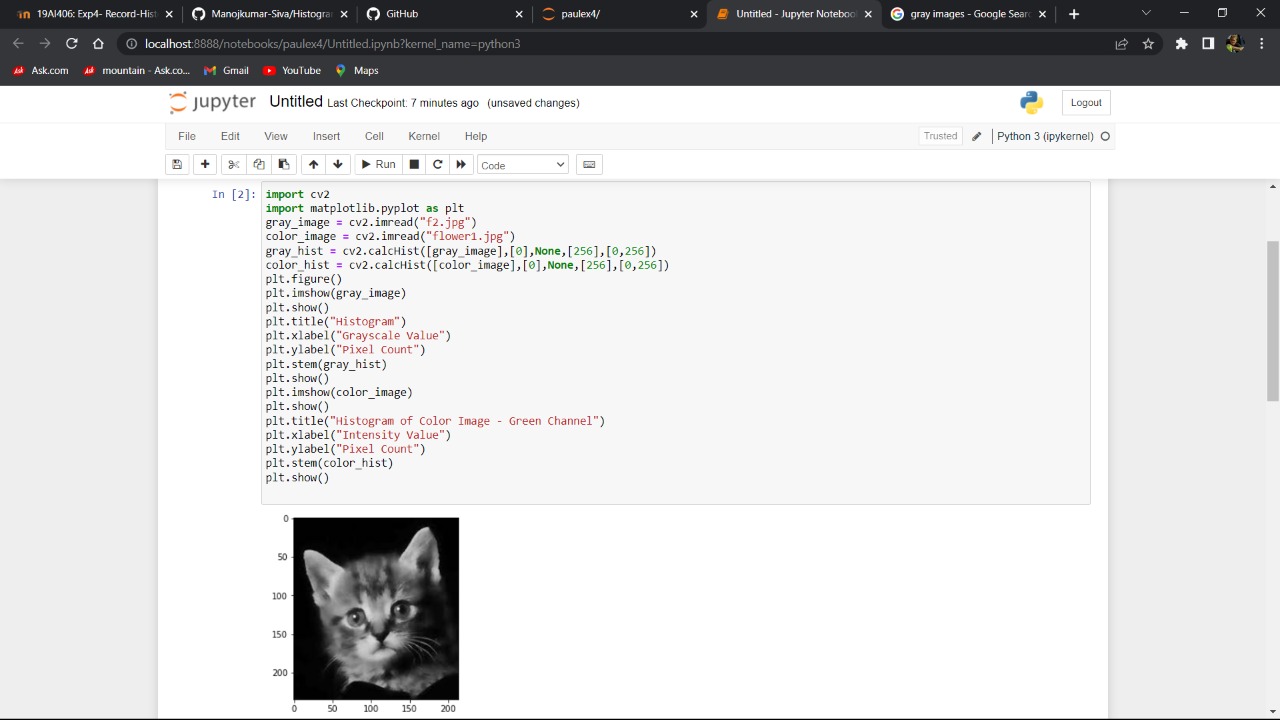 19AI406: Exp4- Record-Hist
Manojkumar-Siva/Histogra
GitHub
paulex4/
Untitled - Jupyter Notebook
gray images - Google Sear
localhost:8888/notebooks/paulex4/Untitled.ipynb?kernel_name=python3
Ask.com
mountain - Ask.co...
Gmail
YouTube
Maps
jupyter Untitled Last Checkpoint: 7 minutes ago (unsaved changes)
Logout
File Edit View Insert Cell Kernel Help
Trusted
Python 3 (ipykernel)
Run
Code
In [2]:
import cv2
import matplotlib.pyplot as plt
gray_image = cv2.imread("f2.jpg")
color_image = cv2.imread("flower1.jpg")
gray_hist = cv2.calcHist([gray_image],[0],None,[256],[0,256])
color_hist = cv2.calcHist([color_image],[0],None,[256],[0,256])
plt.figure()
plt.imshow(gray_image)
plt.show()
plt.title("Histogram")
plt.xlabel("Grayscale Value")
plt.ylabel("Pixel Count")
plt.stem(gray_hist)
plt.show()
plt.imshow(color_image)
plt.show()
plt.title("Histogram of Color Image - Green Channel")
plt.xlabel("Intensity Value")
plt.ylabel("Pixel Count")
plt.stem(color_hist)
plt.show()
0
50
100
150
200
0 50 100 150 200